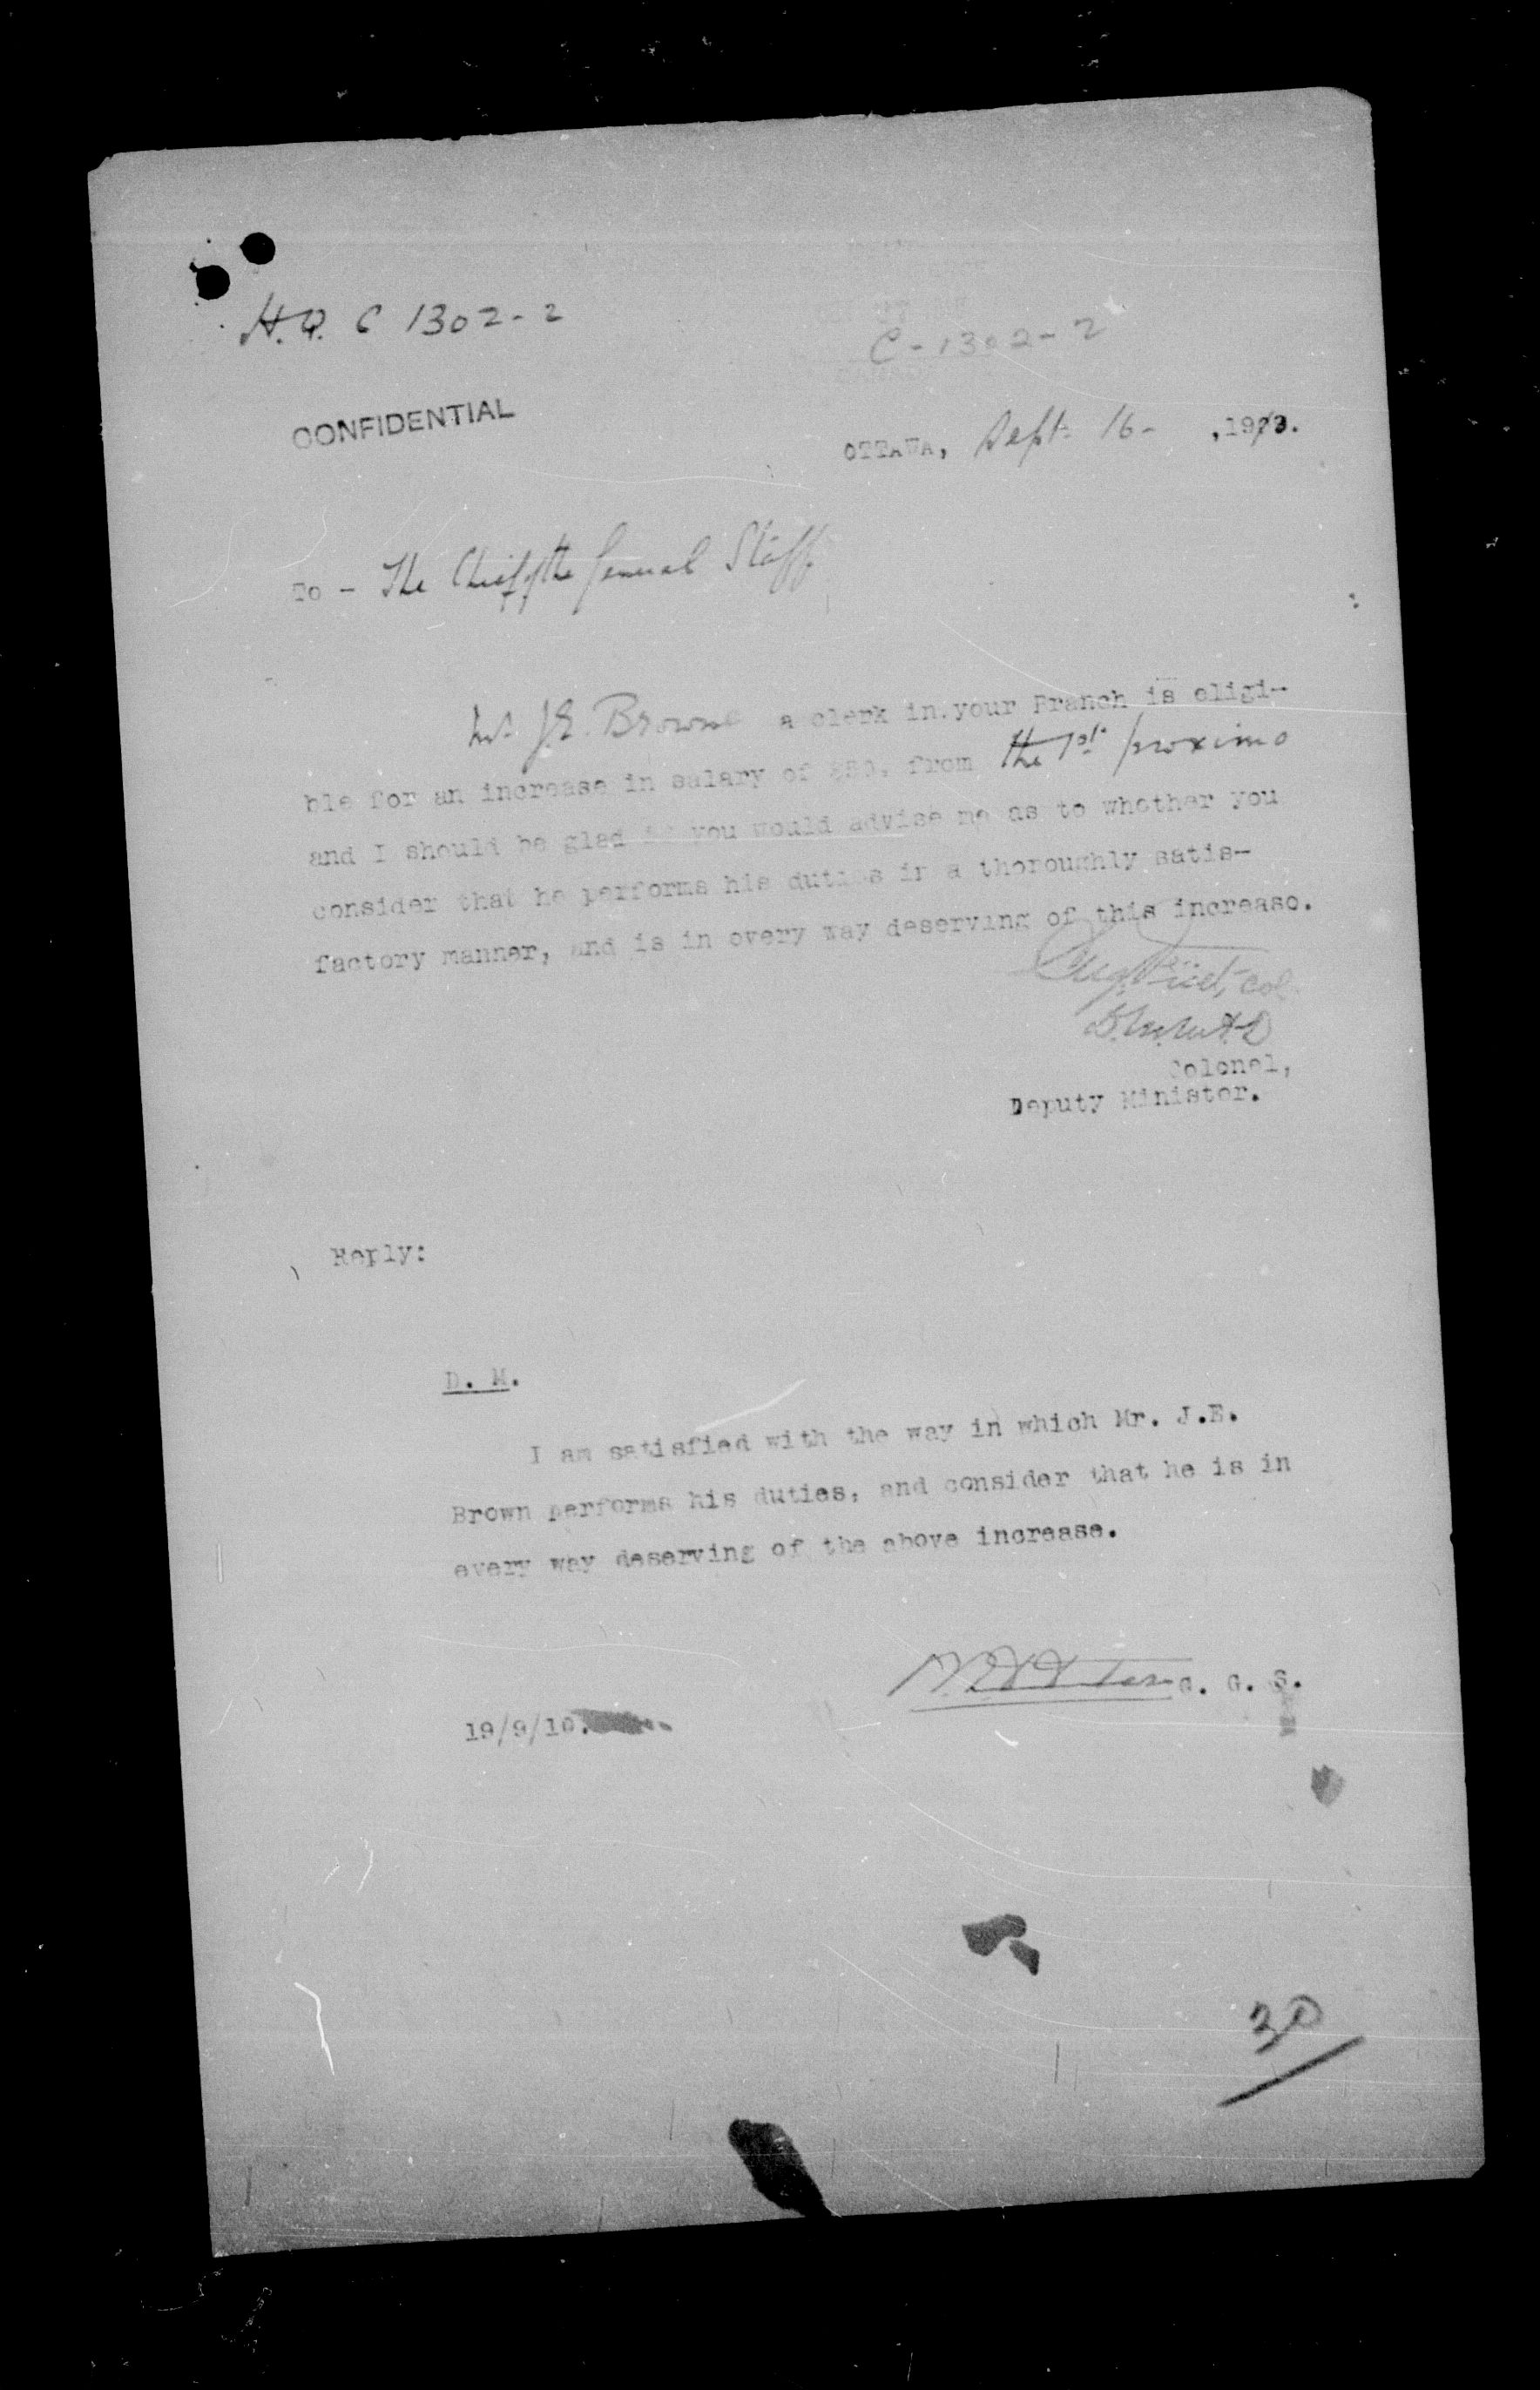 H.Q. C 1302-2
C-1302-2
CONFIDENTIAL
OTTAWA, Sept. 16- ,1910.
To - The Chief of the General Staff.
Mr. J.E. Brown a clerk in your Branch is eligi-
ble for an increase in salary of $50. from the 1st proximo
and I should be glad if you would advise me as to whether you
consider that he performs his duties in a thoroughly satis-
factory manner, and is in every way deserving of this increase.
Colonel,
Deputy Minister.
Reply:
D. M.
I am satisfied with the way in which Mr. J.E.
Brown performs his duties, and consider that he is in
every way deserving of the above increase.
C. G. S.
19/9/10.
30